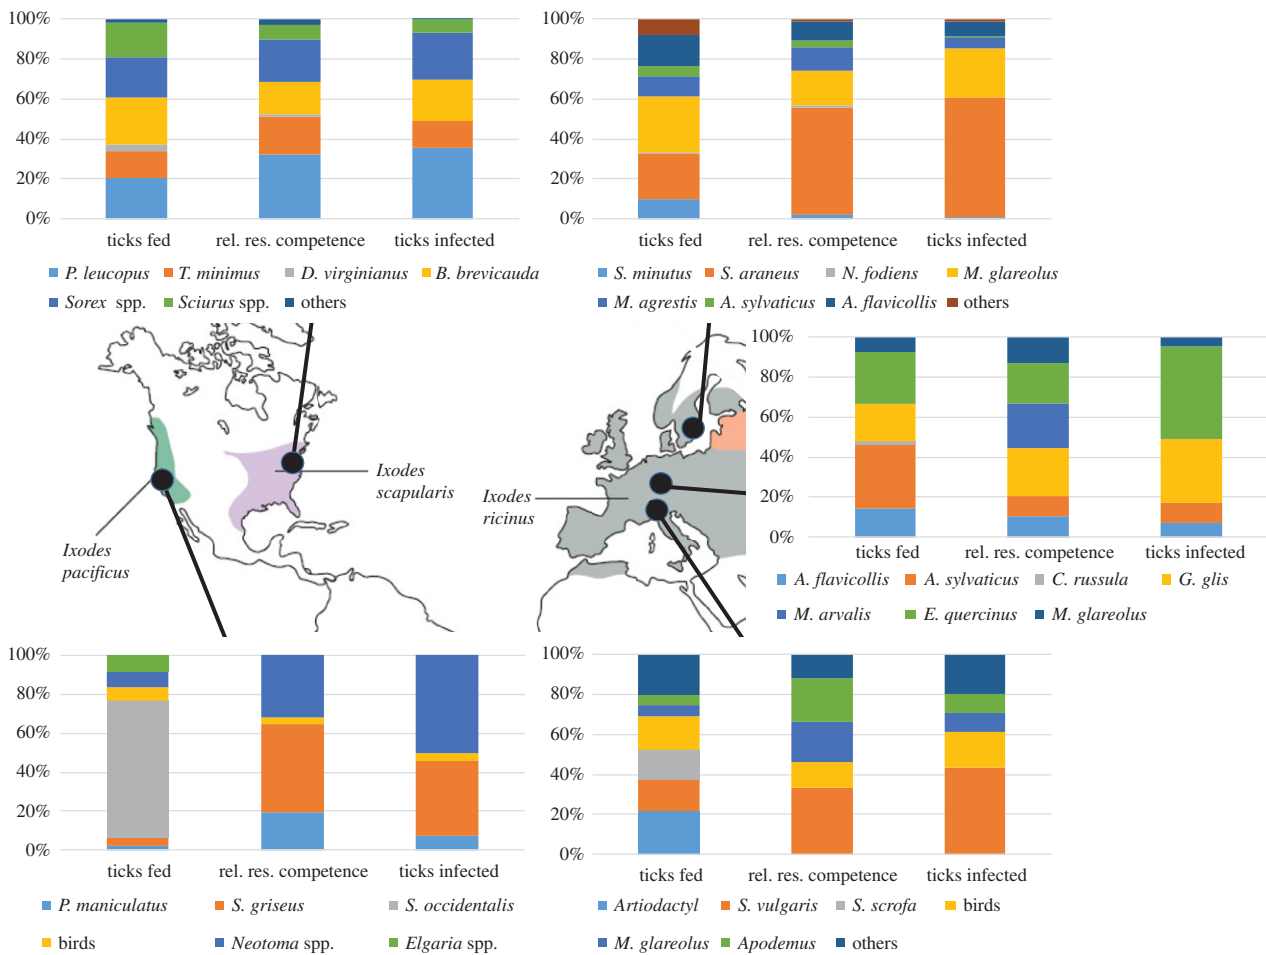 100%
80%
60%
40%
20%
0%
ticks fed rel. res. competence ticks infected
P. leucopus T. minimus D. virginianus B. brevicauda
Sorex spp. Sciurus spp. others
100%
80%
60%
40%
20%
0%
ticks fed rel. res. competence ticks infected
S. minutus S. araneus N. fodiens M. glareolus
M. agrestis A. sylvaticus A. flavicollis others
Ixodes
scapularis
Ixodes
pacificus
Ixodes
ricinus
100%
80%
60%
40%
20%
0%
ticks fed rel. res. competence ticks infected
A. flavicollis A. sylvaticus C. russula G. glis
M. arvalis E. quercinus M. glareolus
100%
80%
60%
40%
20%
0%
ticks fed rel. res. competence ticks infected
P. maniculatus S. griseus S. occidentalis
birds Neotoma spp. Elgaria spp.
100%
80%
60%
40%
20%
0%
ticks fed rel. res. competence ticks infected
Artiodactyl S. vulgaris S. scrofa birds
M. glareolus Apodemus others